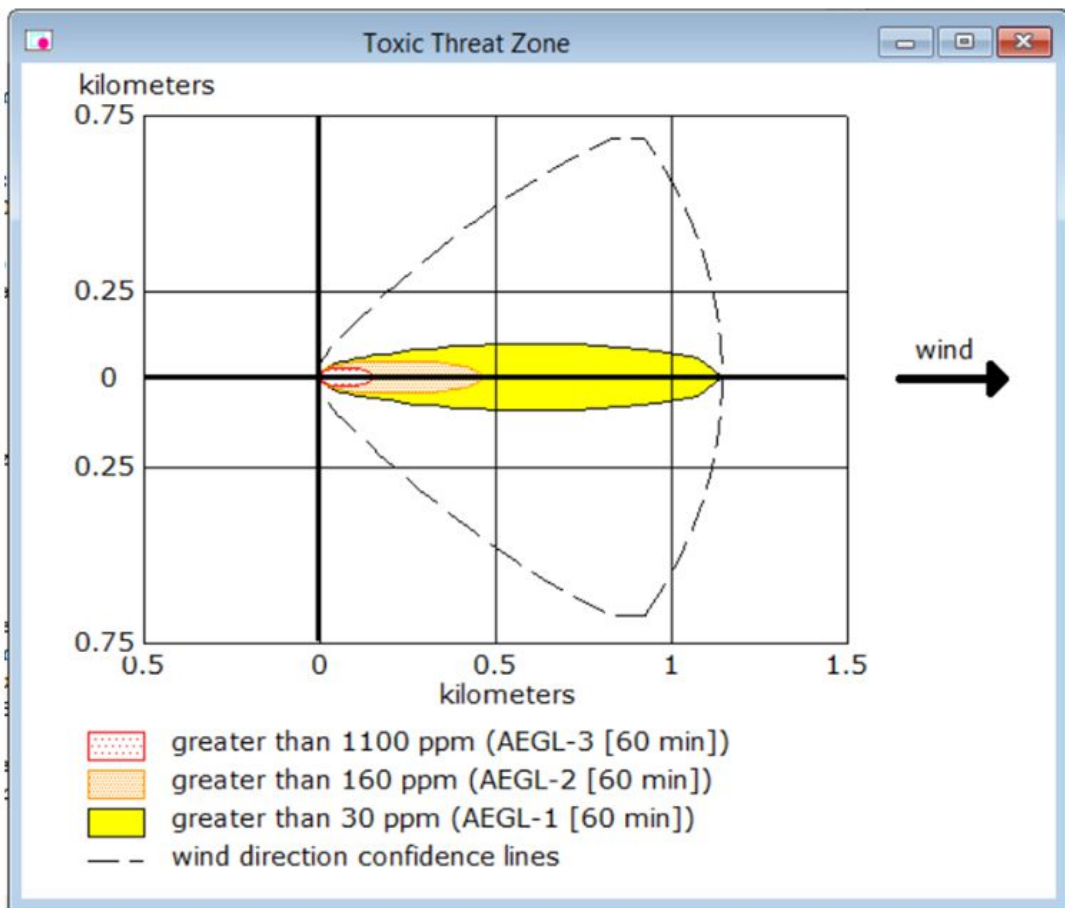 Toxic Threat Zone
kilometers
0.75
0.25
0
0.25
0.75
wind
0.5 0 0.5 1 1.5
kilometers
greater than 1100 ppm (AEGL-3 [60 min])
greater than 160 ppm (AEGL-2 [60 min])
greater than 30 ppm (AEGL-1 [60 min])
wind direction confidence lines